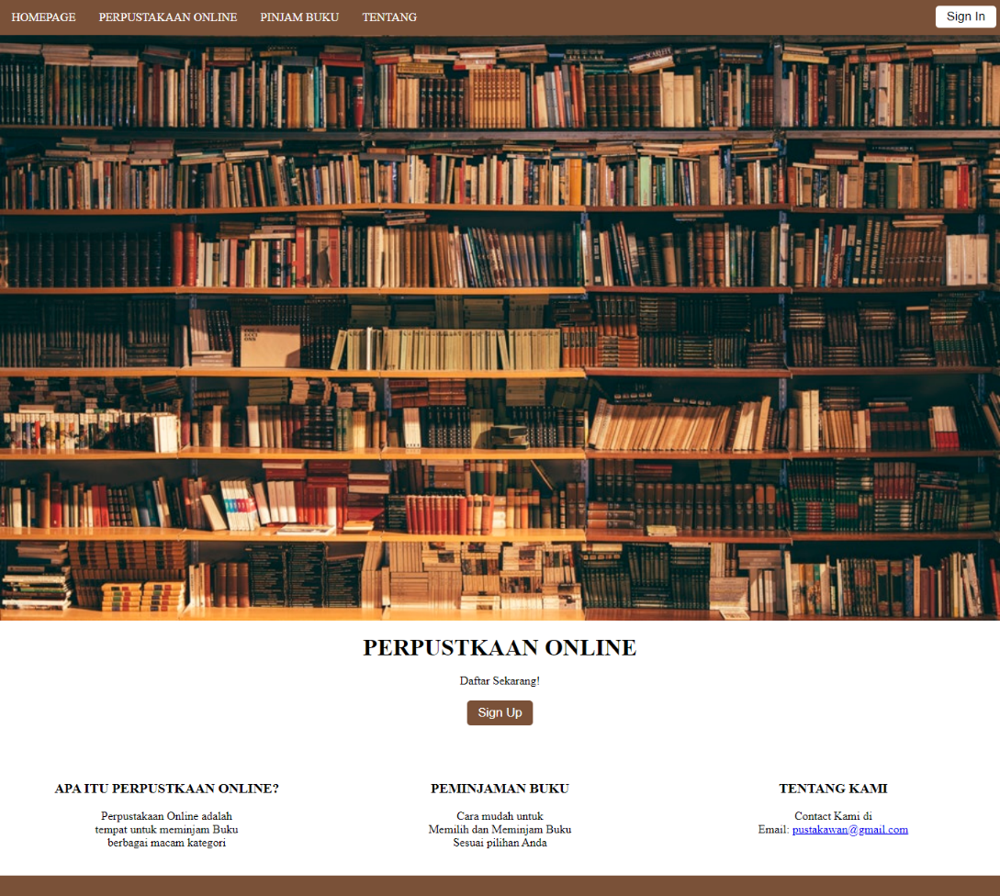 HOMEPAGE PERPUSTAKAAN ONLINE PINJAM BUKU TENTANG Sign In
PERPUSTKAAN ONLINE
Daftar Sekarang!
Sign Up
APA ITU PERPUSTKAAN ONLINE?
Perpustakaan Online adalah
tempat untuk meminjam Buku
berbagai macam kategori
PEMINJAMAN BUKU
Cara mudah untuk
Memilih dan Meminjam Buku
Sesuai pilihan Anda
TENTANG KAMI
Contact Kami di
Email: pustakawan@gmail.com